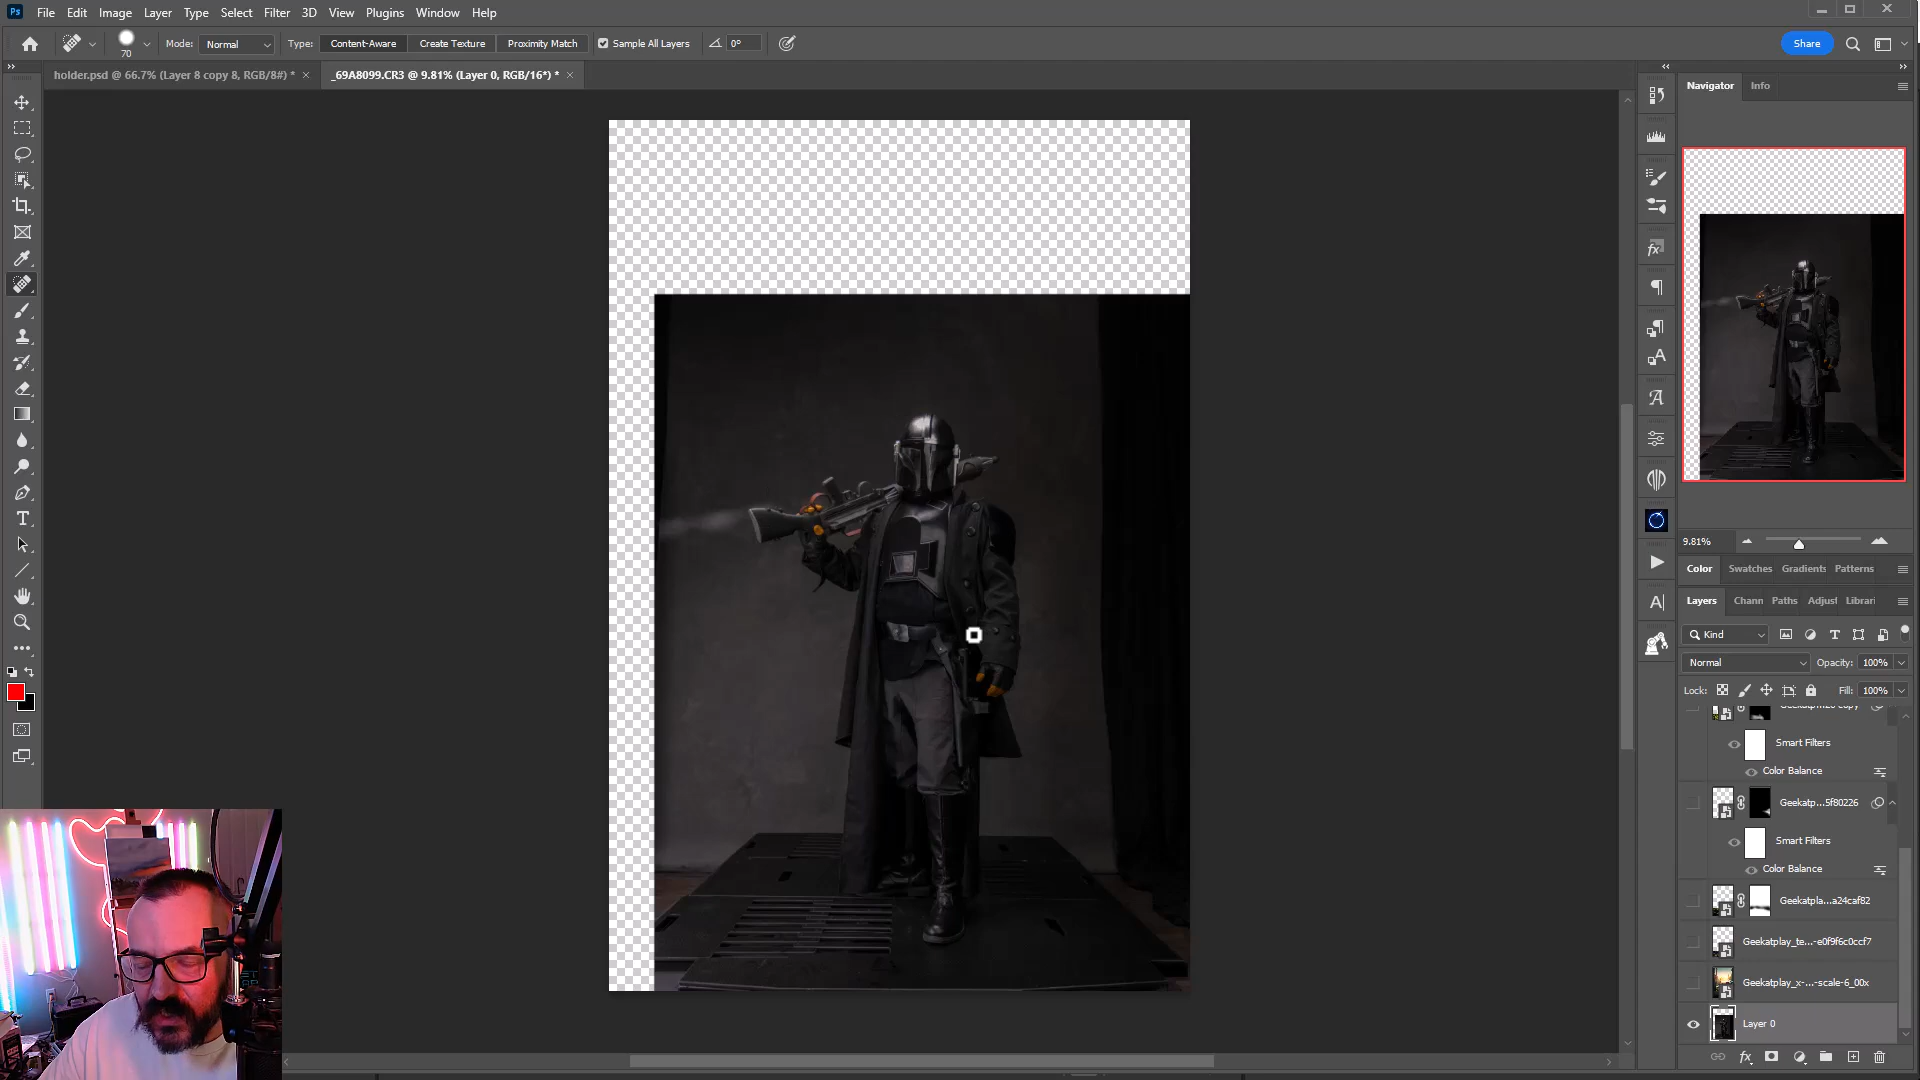 Ps File Edit Image Layer Type Select Filter 3D View Plugins Window Help
70 Mode: Normal Type: Content-Aware Create Texture Proximity Match Sample All Layers 0° Share
holder.psd @ 66.7% (Layer 8 copy 8, RGB/8#) * × _69A8099.CR3 @ 9.81% (Layer 0, RGB/16*) * ×
Navigator Info
9.81%
Color Swatches Gradients Patterns
Layers Chann Paths Adjust Librari
Kind
Normal Opacity: 100%
Lock: Fill: 100%
Smart Filters
Color Balance
Geekatp...5f80226
Smart Filters
Color Balance
Geekatpla...a24caf82
Geekatplay_te...-e0f9f6c0ccf7
Geekatplay_x-...-scale-6_00x
Layer 0